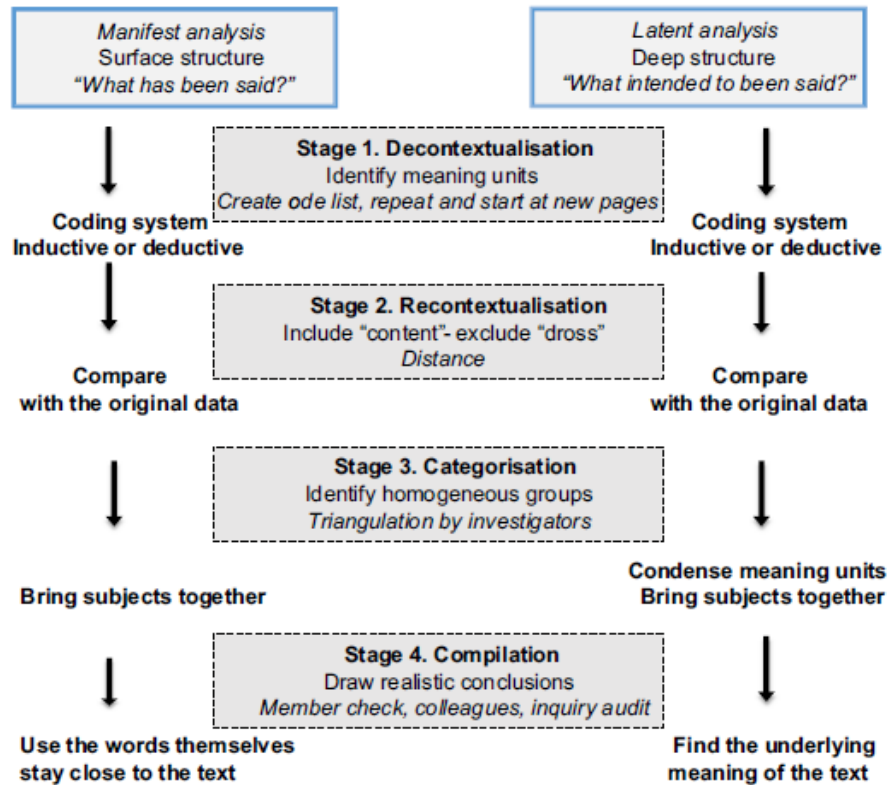 Manifest analysis
Surface structure
“What has been said?”
Latent analysis
Deep structure
“What intended to been said?”
Stage 1. Decontextualisation
Identify meaning units
Create ode list, repeat and start at new pages
Coding system
Inductive or deductive
Coding system
Inductive or deductive
Stage 2. Recontextualisation
Include “content”- exclude “dross”
Distance
Compare
with the original data
Compare
with the original data
Stage 3. Categorisation
Identify homogeneous groups
Triangulation by investigators
Bring subjects together
Condense meaning units
Bring subjects together
Stage 4. Compilation
Draw realistic conclusions
Member check, colleagues, inquiry audit
Use the words themselves
stay close to the text
Find the underlying
meaning of the text